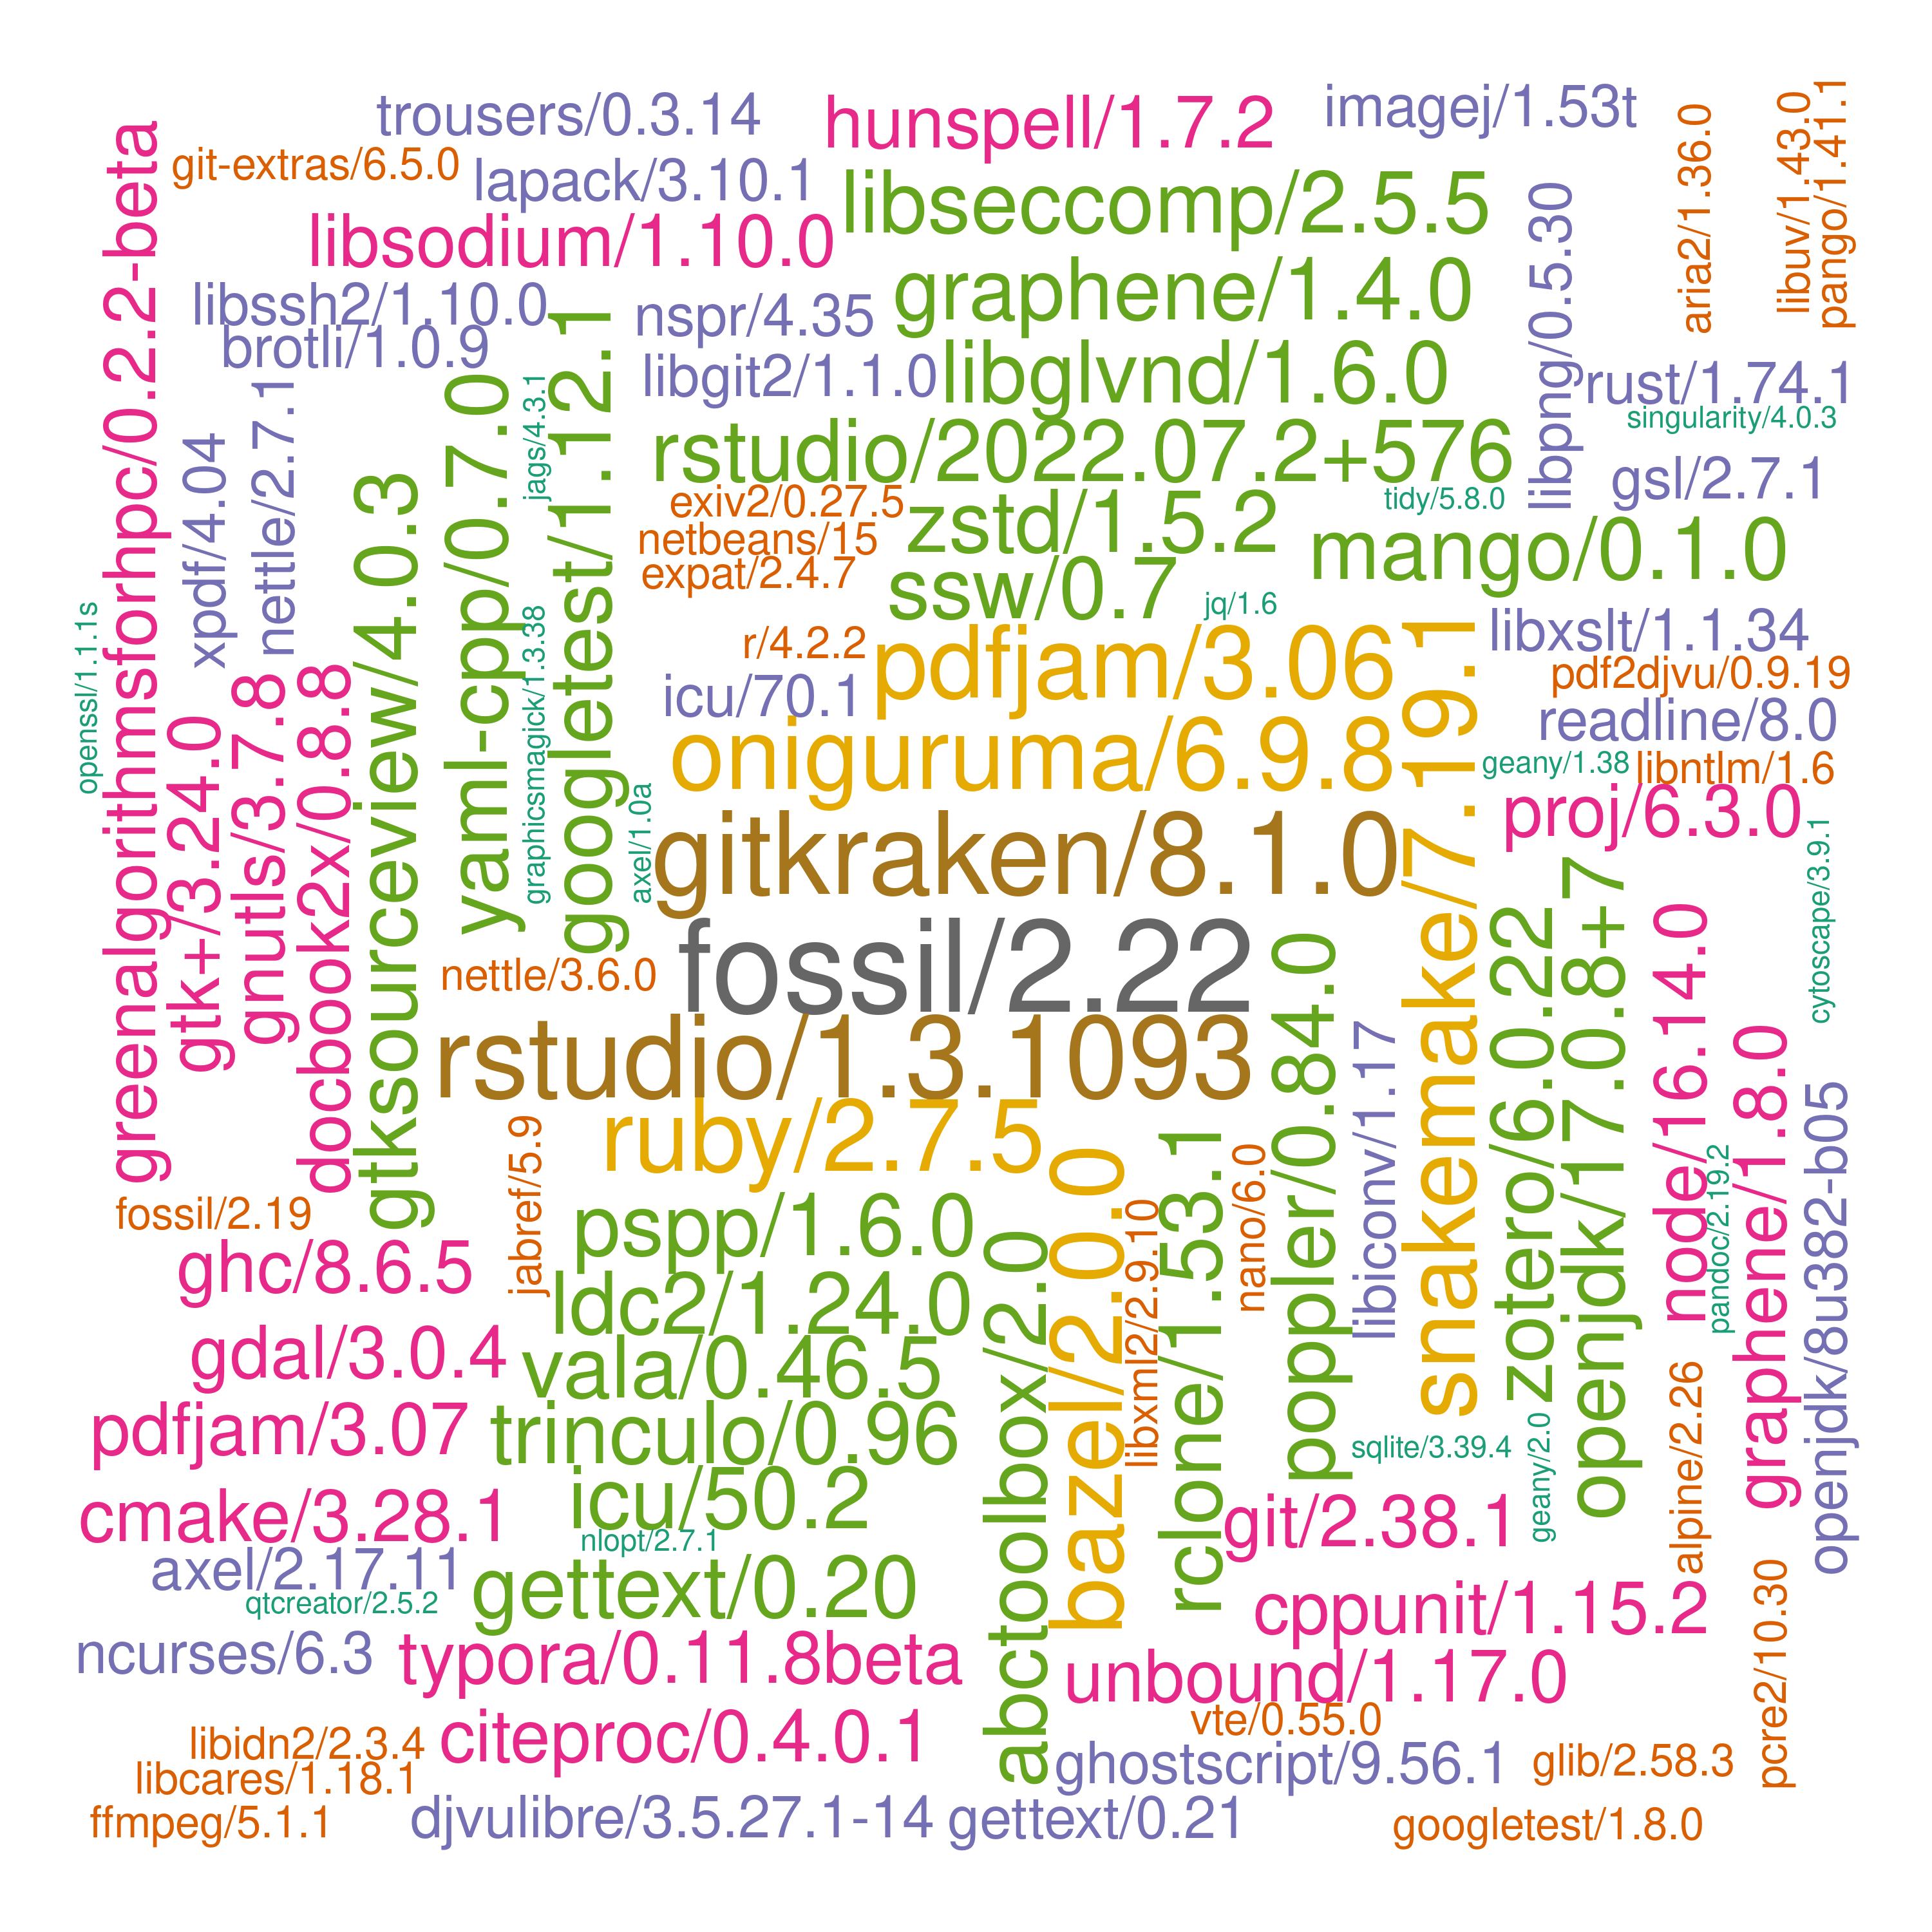 trousers/0.3.14
hunspell/1.7.2
imagej/1.53t
aria2/1.36.0
libuv/1.43.0
pango/1.41.1
greenalgorithmsforhpc/0.2.2-beta
git-extras/6.5.0
lapack/3.10.1
libseccomp/2.5.5
libpng/0.5.30
libsodium/1.10.0
graphene/1.4.0
libssh2/1.10.0
nspr/4.35
brotli/1.0.9
googletest/1.12.1
libgit2/1.1.0
libglvnd/1.6.0
rust/1.74.1
singularity/4.0.3
xpdf/4.04
nettle/2.7.1
yaml-cpp/0.7.0
jags/4.3.1
rstudio/2022.07.2+576
gsl/2.7.1
gtksourceview/4.0.3
exiv2/0.27.5
zstd/1.5.2
tidy/5.8.0
mango/0.1.0
netbeans/15
expat/2.4.7
ssw/0.7
jq/1.6
openssl/1.1.1s
graphicsmagick/1.3.38
r/4.2.2
pdfjam/3.06
snakemake/7.19.1
libxslt/1.1.34
pdf2djvu/0.9.19
icu/70.1
readline/8.0
gtk+/3.24.0
gnutls/3.7.8
docbook2x/0.8.8
oniguruma/6.9.8
geany/1.38
libntlm/1.6
axel/1.0a
gitkraken/8.1.0
proj/6.3.0
cytoscape/3.9.1
nettle/3.6.0
fossil/2.22
poppler/0.84.0
zotero/6.0.22
openjdk/17.0.8+7
node/16.14.0
rstudio/1.3.1093
libiconv/1.17
graphene/1.8.0
openjdk/8u382-b05
jabref/5.9
ruby/2.7.5
bazel/2.0.0
rclone/1.53.1
nano/6.0
pandoc/2.19.2
fossil/2.19
pspp/1.6.0
libxml2/2.9.10
ghc/8.6.5
ldc2/1.24.0
abctoolbox/2.0
gdal/3.0.4
vala/0.46.5
alpine/2.26
pdfjam/3.07
trinculo/0.96
sqlite/3.39.4
geany/2.0
cmake/3.28.1
icu/50.2
git/2.38.1
nlopt/2.7.1
axel/2.17.11
qtcreator/2.5.2
gettext/0.20
cppunit/1.15.2
pcre2/10.30
ncurses/6.3
typora/0.11.8beta
unbound/1.17.0
vte/0.55.0
libidn2/2.3.4
citeproc/0.4.0.1
ghostscript/9.56.1
glib/2.58.3
libcares/1.18.1
ffmpeg/5.1.1
djvulibre/3.5.27.1-14
gettext/0.21
googletest/1.8.0